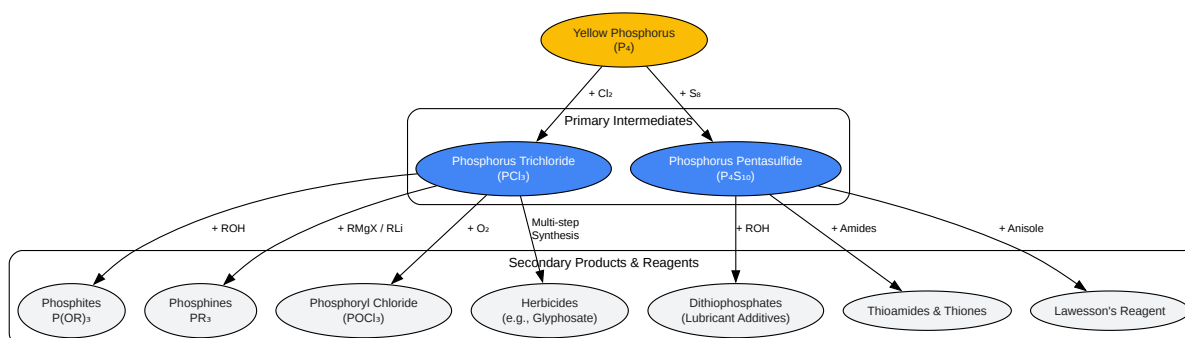 Yellow Phosphorus
(P₄)
+ Cl₂
+ S₈
Primary Intermediates
Phosphorus Trichloride
(PCl₃)
Phosphorus Pentasulfide
(P₄S₁₀)
+ ROH
+ RMgX / RLi
+ O₂
Multi-step
Synthesis
+ ROH
+ Amides
+ Anisole
Secondary Products & Reagents
Phosphites
P(OR)₃
Phosphines
PR₃
Phosphoryl Chloride
(POCl₃)
Herbicides
(e.g., Glyphosate)
Dithiophosphates
(Lubricant Additives)
Thioamides & Thiones
Lawesson's Reagent